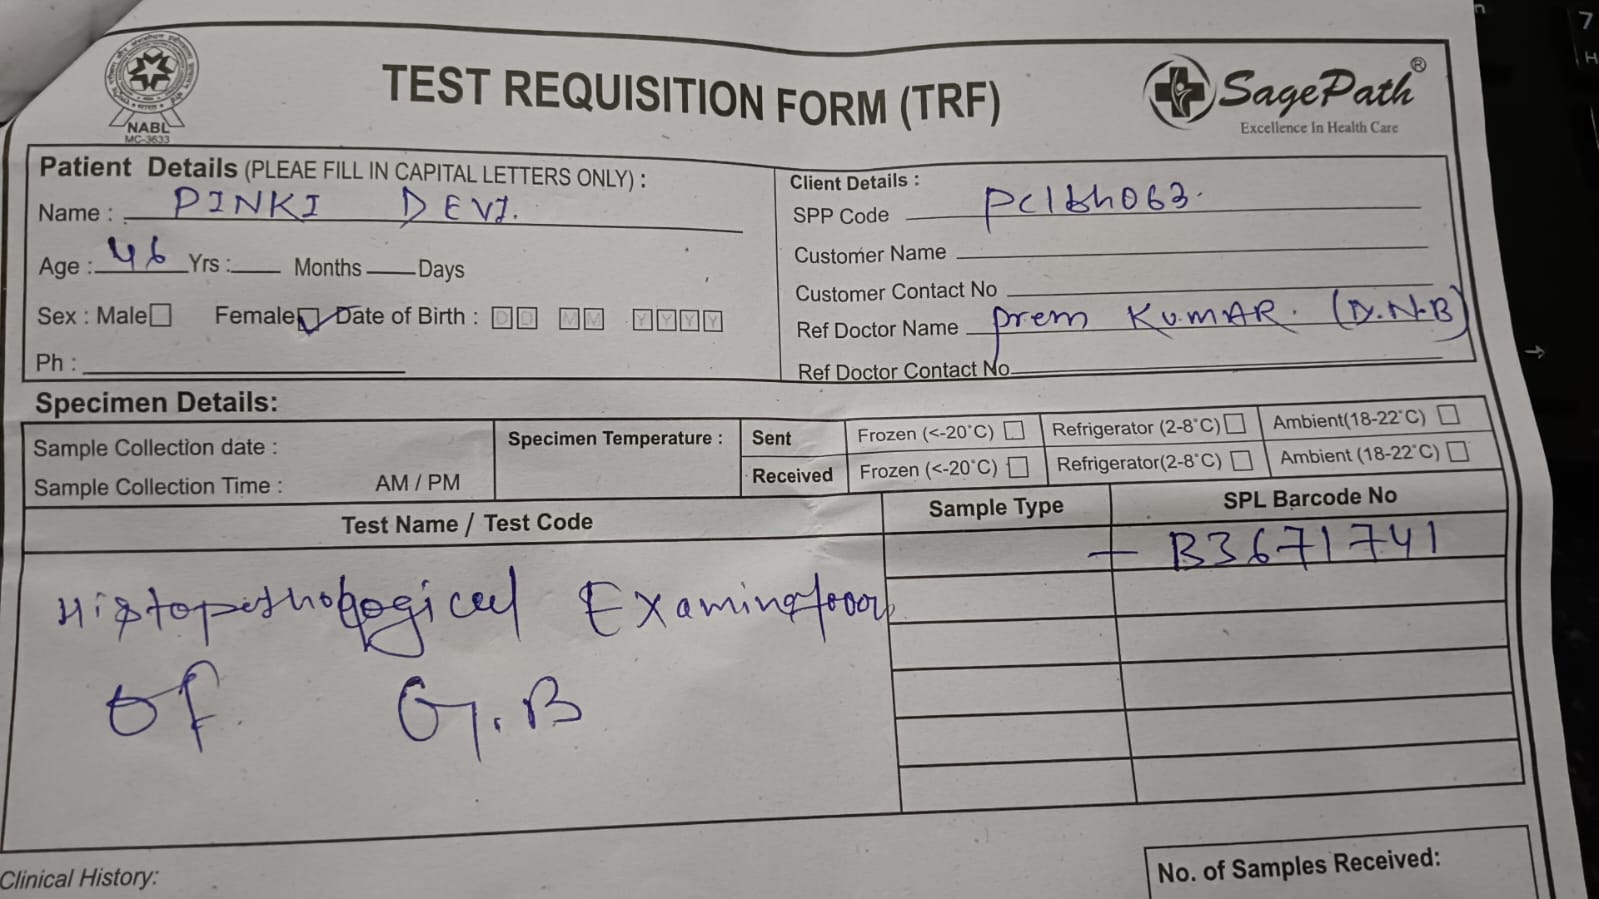 NABL
MC-3633
TEST REQUISITION FORM (TRF)
SagePath®
Excellence In Health Care
Patient Details (PLEAE FILL IN CAPITAL LETTERS ONLY) :
Name : PINKI DEVI.
Age : 46 Yrs : Months Days
Sex : Male Female Date of Birth : DD MM YYYY
Ph :
Client Details :
SPP Code
Customer Name
Customer Contact No
Ref Doctor Name Prem KUMAR. (D.N.B)
Ref Doctor Contact No
Specimen Details:
Sample Collection date :
Sample Collection Time : AM / PM
Specimen Temperature :
Sent Frozen (<-20°C) Refrigerator (2-8°C) Ambient(18-22°C)
Received Frozen (<-20°C) Refrigerator(2-8°C) Ambient (18-22°C)
Test Name / Test Code Sample Type SPL Barcode No
— B3671741
Histopathological Examination
Of G.B
Clinical History:
No. of Samples Received: